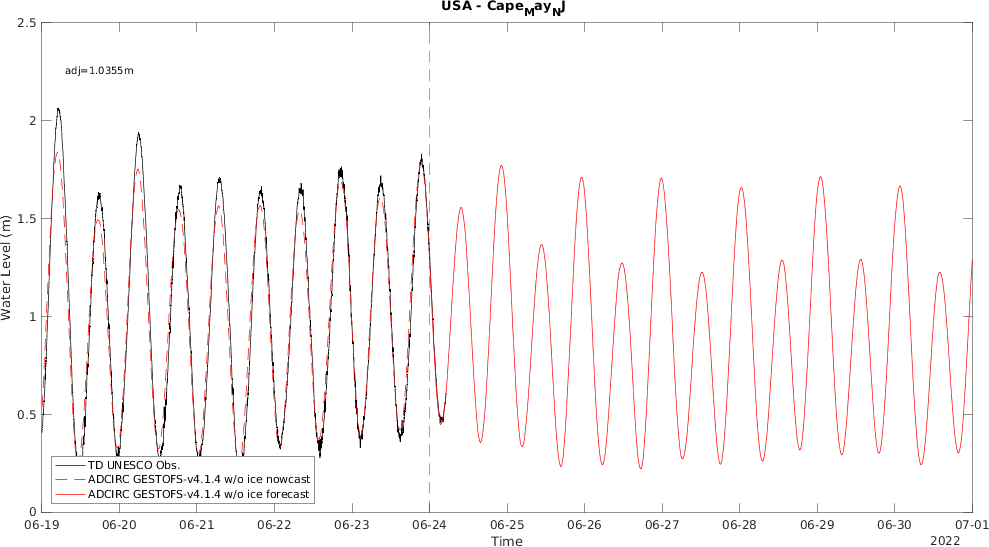 USA - CapeMayNJ
2.5
adj=1.0355m
2
1.5
Water Level (m)
1
0.5
TD UNESCO Obs.
ADCIRC GESTOFS-v4.1.4 w/o ice nowcast
ADCIRC GESTOFS-v4.1.4 w/o ice forecast
0
06-19 06-20 06-21 06-22 06-23 06-24 06-25 06-26 06-27 06-28 06-29 06-30 07-01
Time
2022